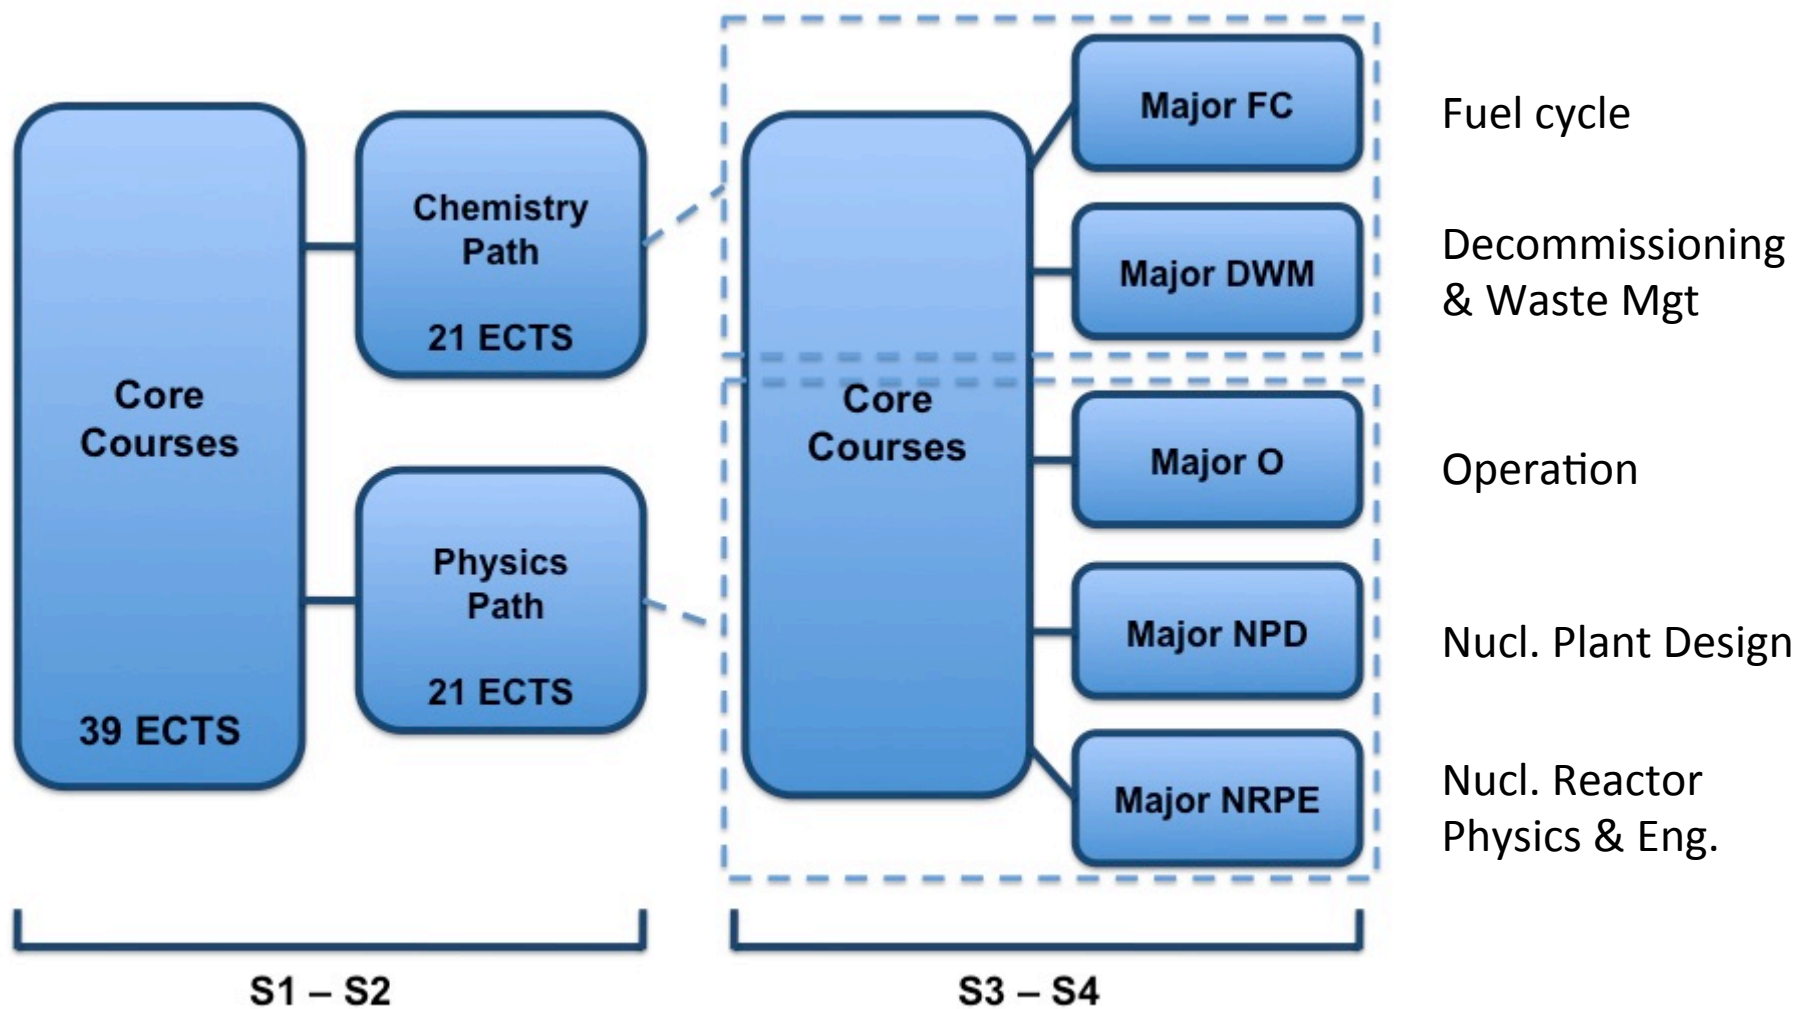 Core
Courses
39 ECTS
Chemistry
Path
21 ECTS
Physics
Path
21 ECTS
S1 – S2
Core
Courses
Major FC
Fuel cycle
Major DWM
Decommissioning
& Waste Mgt
Major O
Operation
Major NPD
Nucl. Plant Design
Major NRPE
Nucl. Reactor
Physics & Eng.
S3 – S4